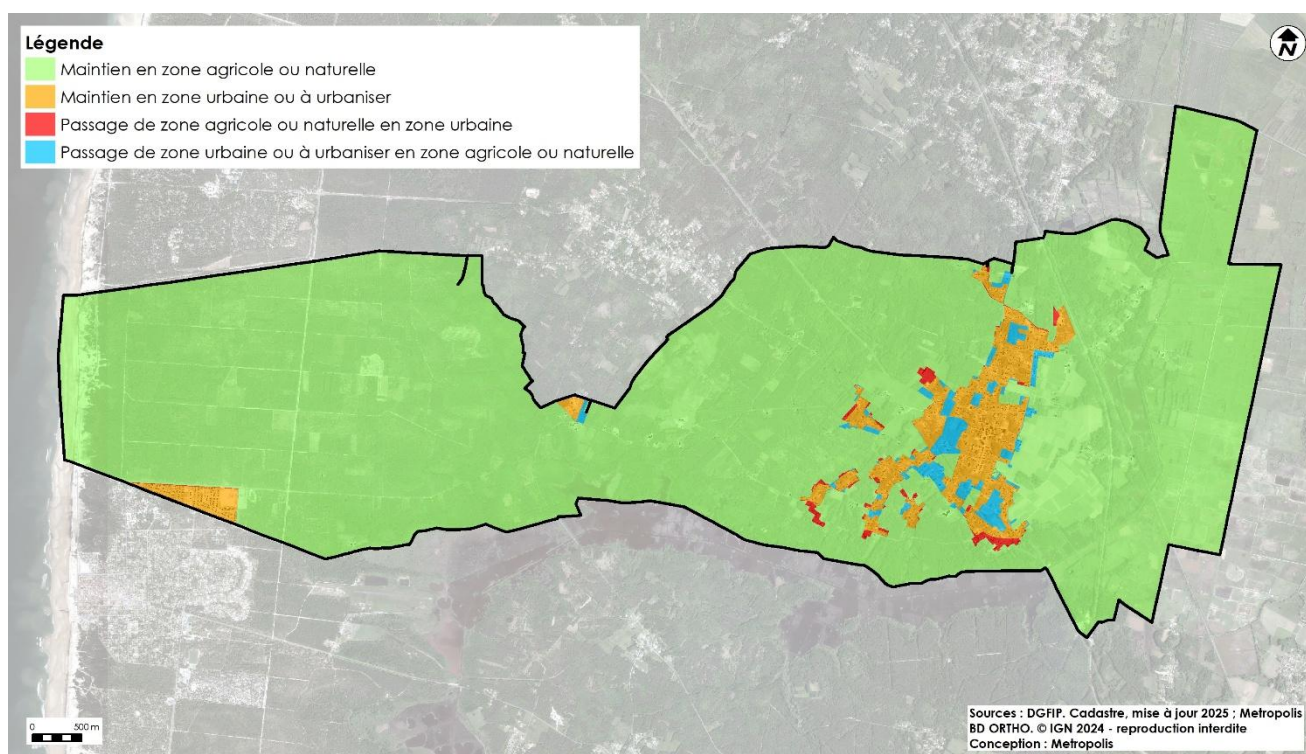 Légende
Maintien en zone agricole ou naturelle
Maintien en zone urbaine ou à urbaniser
Passage de zone agricole ou naturelle en zone urbaine
Passage de zone urbaine ou à urbaniser en zone agricole ou naturelle
N
0 500 m
Sources : DGFIP. Cadastre, mise à jour 2025 ; Metropolis
BD ORTHO. © IGN 2024 - reproduction interdite
Conception : Metropolis